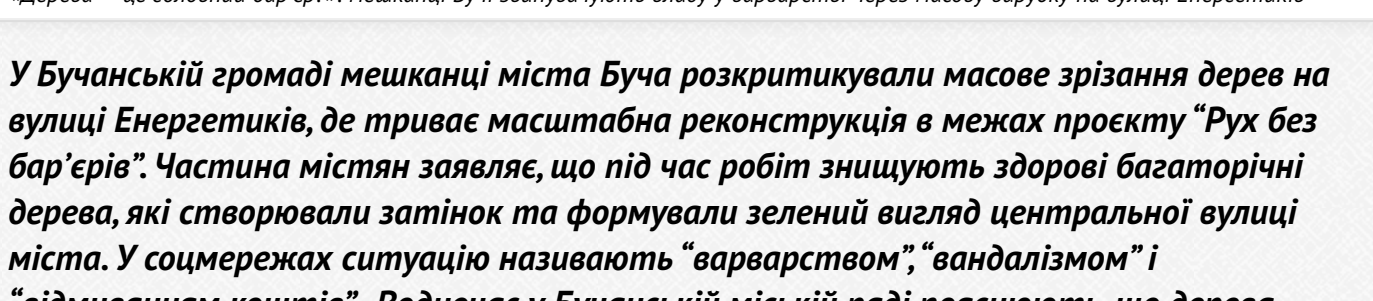 У Бучанській громаді мешканці міста Буча розкритикували масове зрізання дерев на
вулиці Енергетиків, де триває масштабна реконструкція в межах проєкту “Рух без
бар’єрів”. Частина містян заявляє, що під час робіт знищують здорові багаторічні
дерева, які створювали затінок та формували зелений вигляд центральної вулиці
міста. У соцмережах ситуацію називають “варварством”, “вандалізмом” і